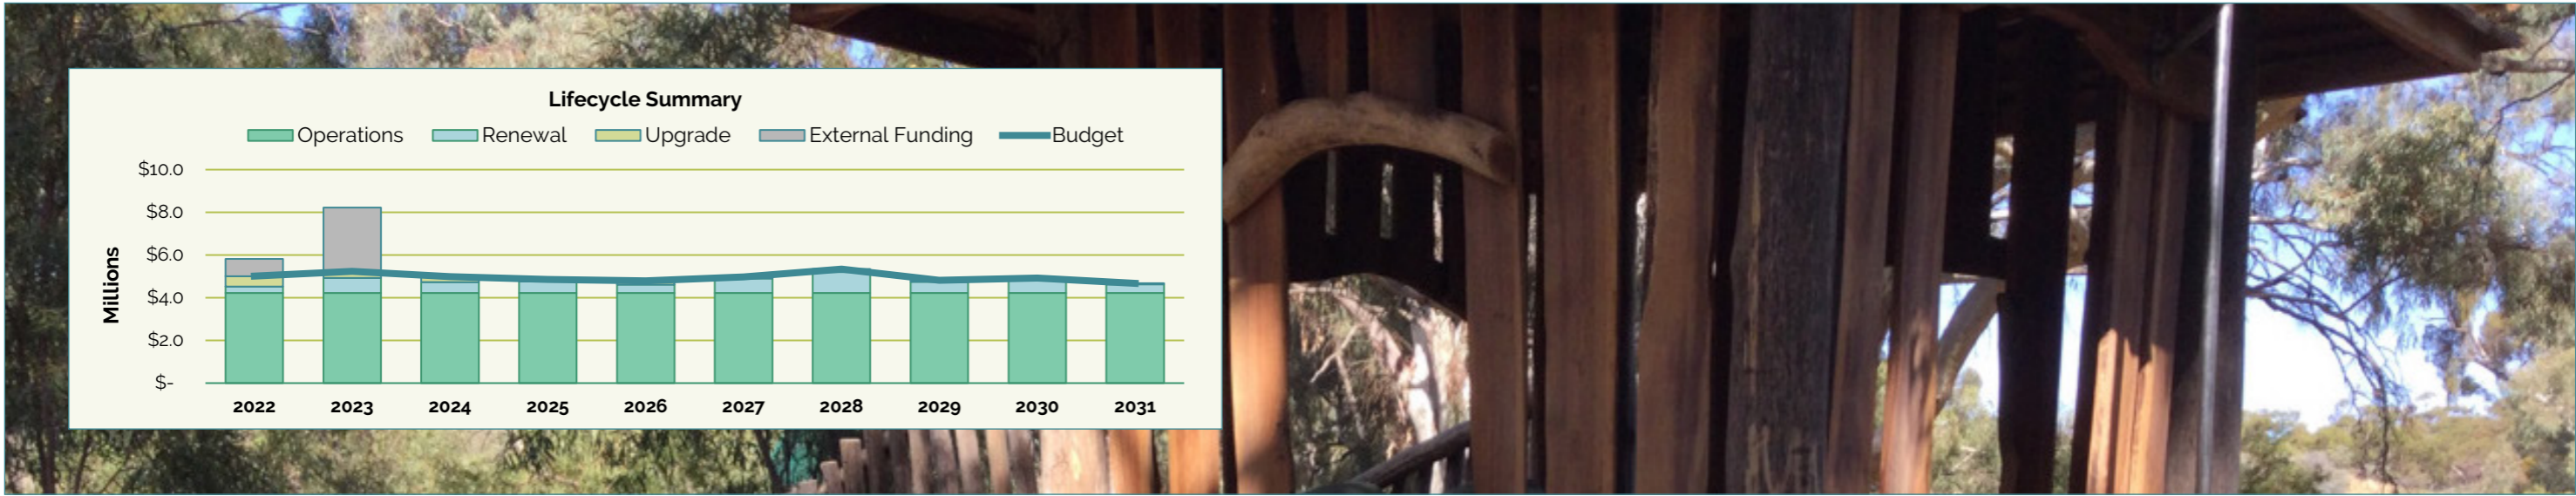 Lifecycle Summary
Operations Renewal Upgrade External Funding Budget
$10.0
$8.0
$6.0
$4.0
$2.0
$-
Millions
2022 2023 2024 2025 2026 2027 2028 2029 2030 2031